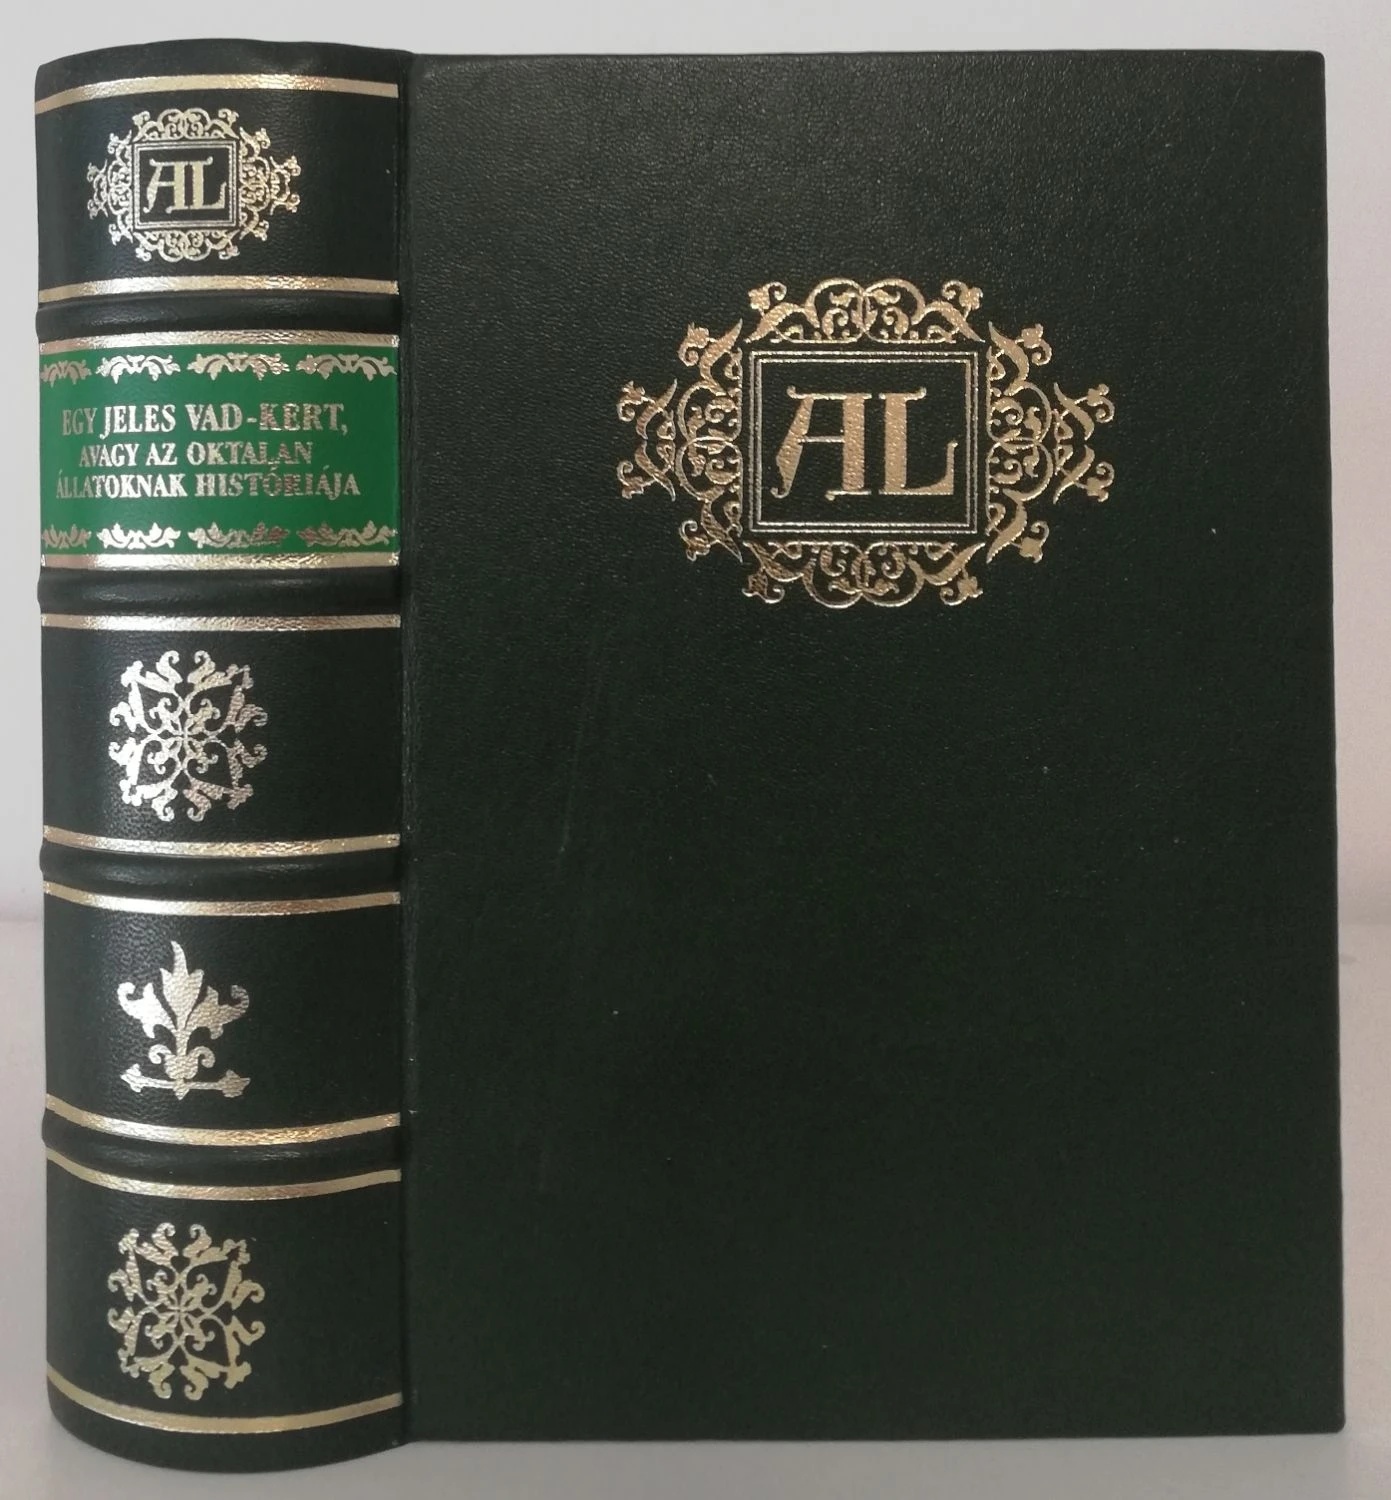 AL
EGY JELES VAD-KERT,
AVAGY AZ OKTALAN
ÁLLATOKNAK HISTÓRIÁJA
AL